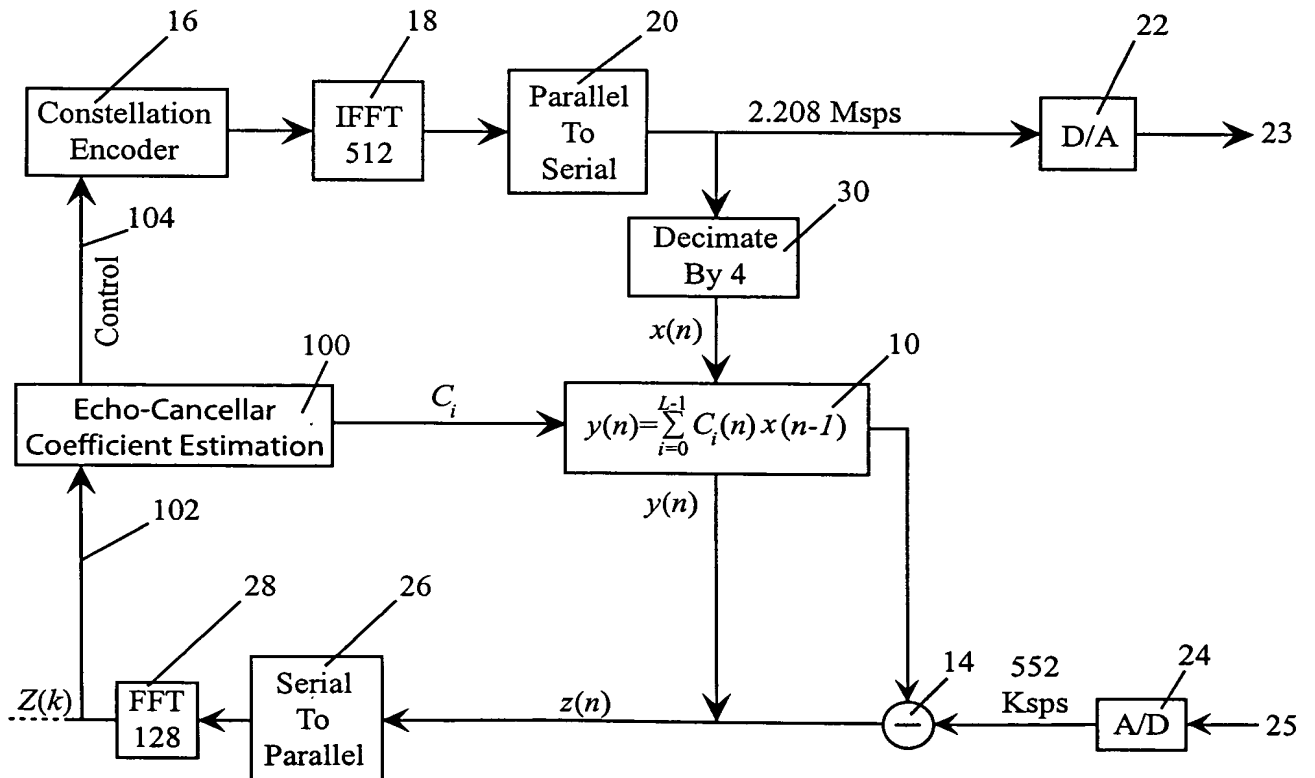 16
18
20
22
Constellation
Encoder
IFFT
512
Parallel
To
Serial
2.208 Msps
D/A
23
104
Control
30
Decimate
By 4
x(n)
100
10
Echo-Cancellar
Coefficient Estimation
C_i
y(n)=∑_{i=0}^{L-1} C_i(n) x(n-1)
y(n)
102
28
26
14
552
Ksps
24
Z(k)
FFT
128
Serial
To
Parallel
z(n)
−
A/D
25